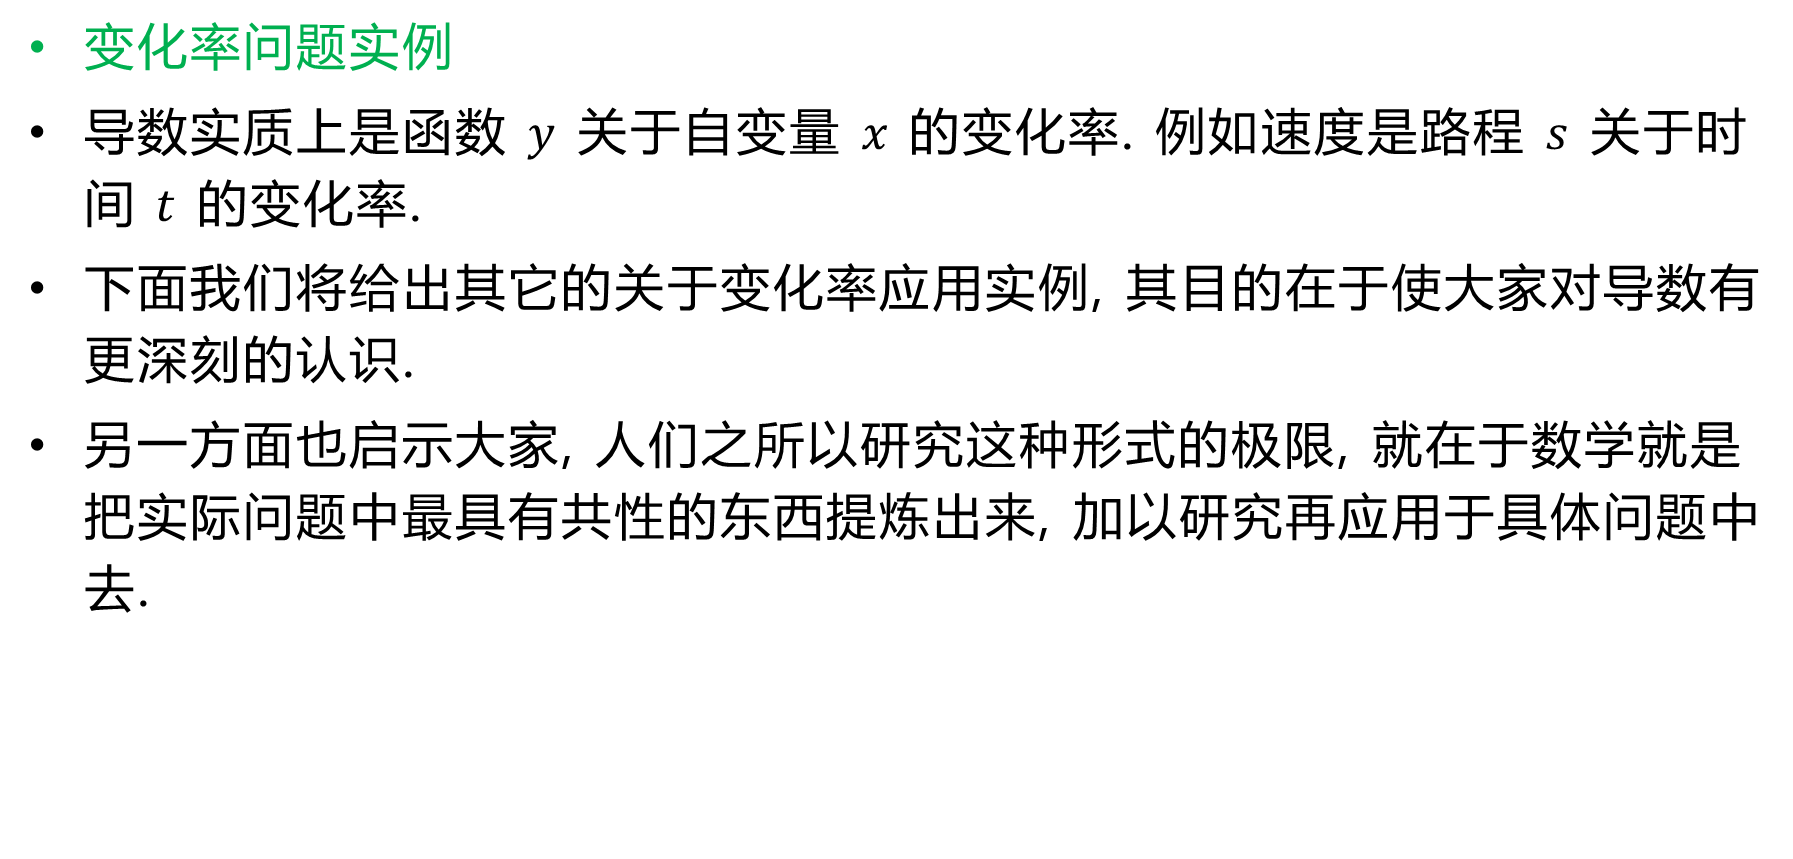 • 变化率问题实例
• 导数实质上是函数 y 关于自变量 x 的变化率. 例如速度是路程 s 关于时
间 t 的变化率.
• 下面我们将给出其它的关于变化率应用实例, 其目的在于使大家对导数有
更深刻的认识.
• 另一方面也启示大家, 人们之所以研究这种形式的极限, 就在于数学就是
把实际问题中最具有共性的东西提炼出来, 加以研究再应用于具体问题中
去.